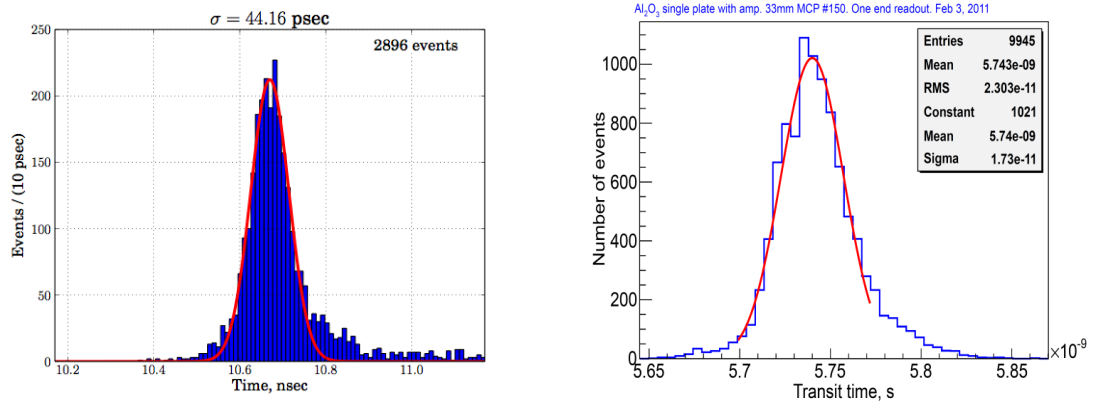 σ = 44.16 psec
2896 events
Events / (10 psec)
250
200
150
100
50
0
10.2 10.4 10.6 10.8 11.0
Time, nsec
Al2O3 single plate with amp. 33mm MCP #150. One end readout. Feb 3, 2011
Entries 9945
Mean 5.743e-09
RMS 2.303e-11
Constant 1021
Mean 5.74e-09
Sigma 1.73e-11
Number of events
1000
800
600
400
200
0
5.65 5.7 5.75 5.8 5.85
×10⁻⁹
Transit time, s